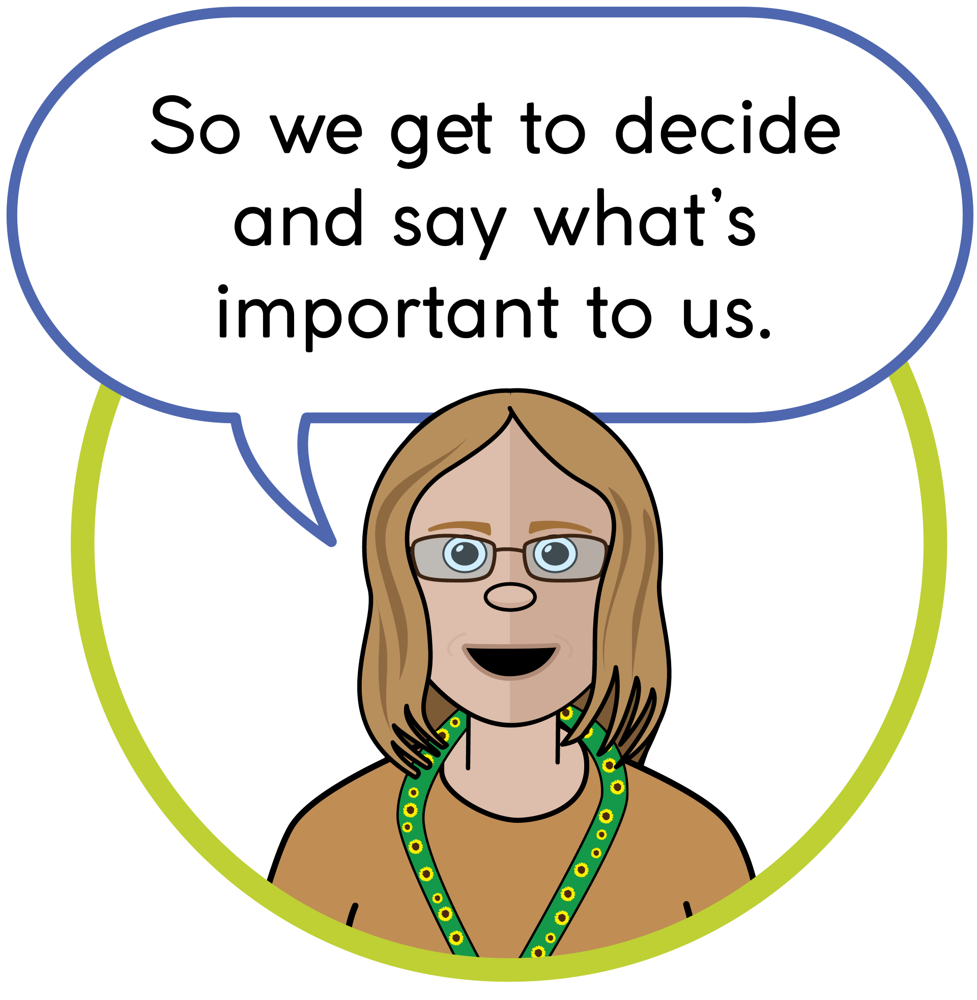 So we get to decide
and say what’s
important to us.